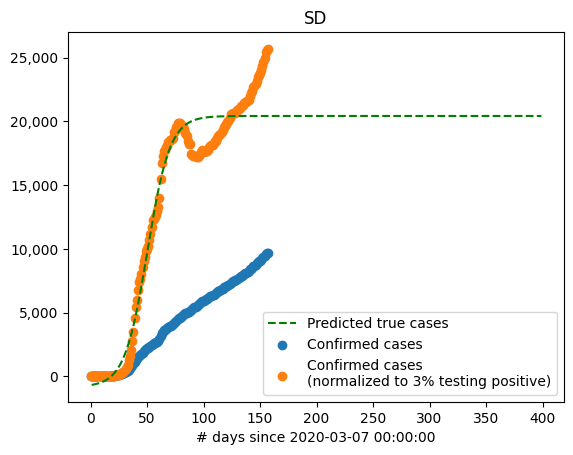 SD
25,000
20,000
15,000
10,000
5,000
0
Predicted true cases
Confirmed cases
Confirmed cases
(normalized to 3% testing positive)
0 50 100 150 200 250 300 350 400
# days since 2020-03-07 00:00:00